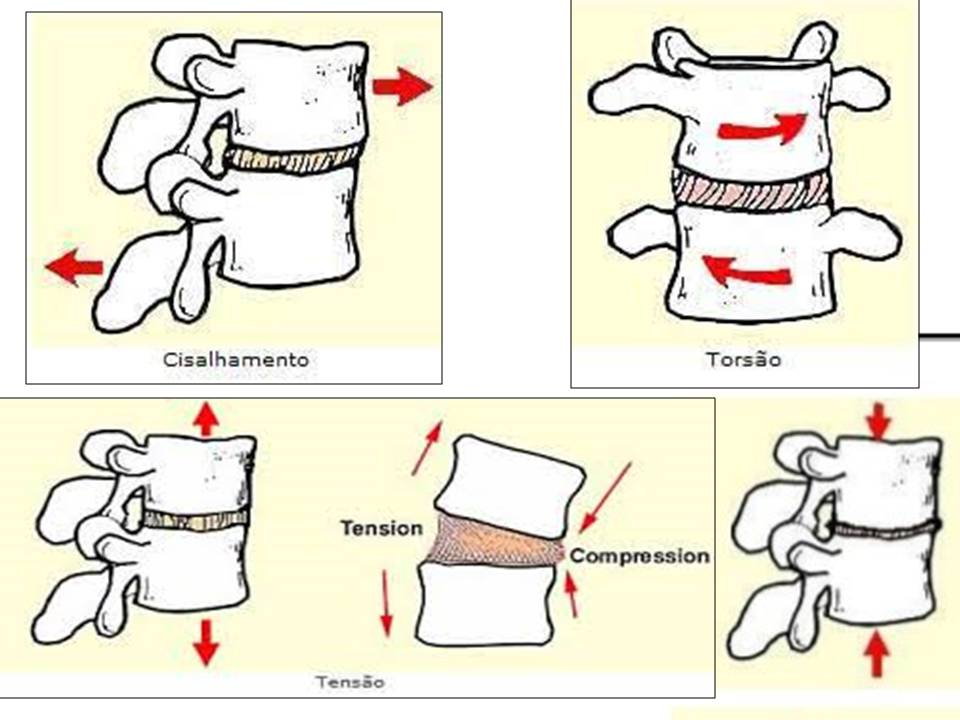 Cisalhamento
Torsão
Tension
Compression
Tensão